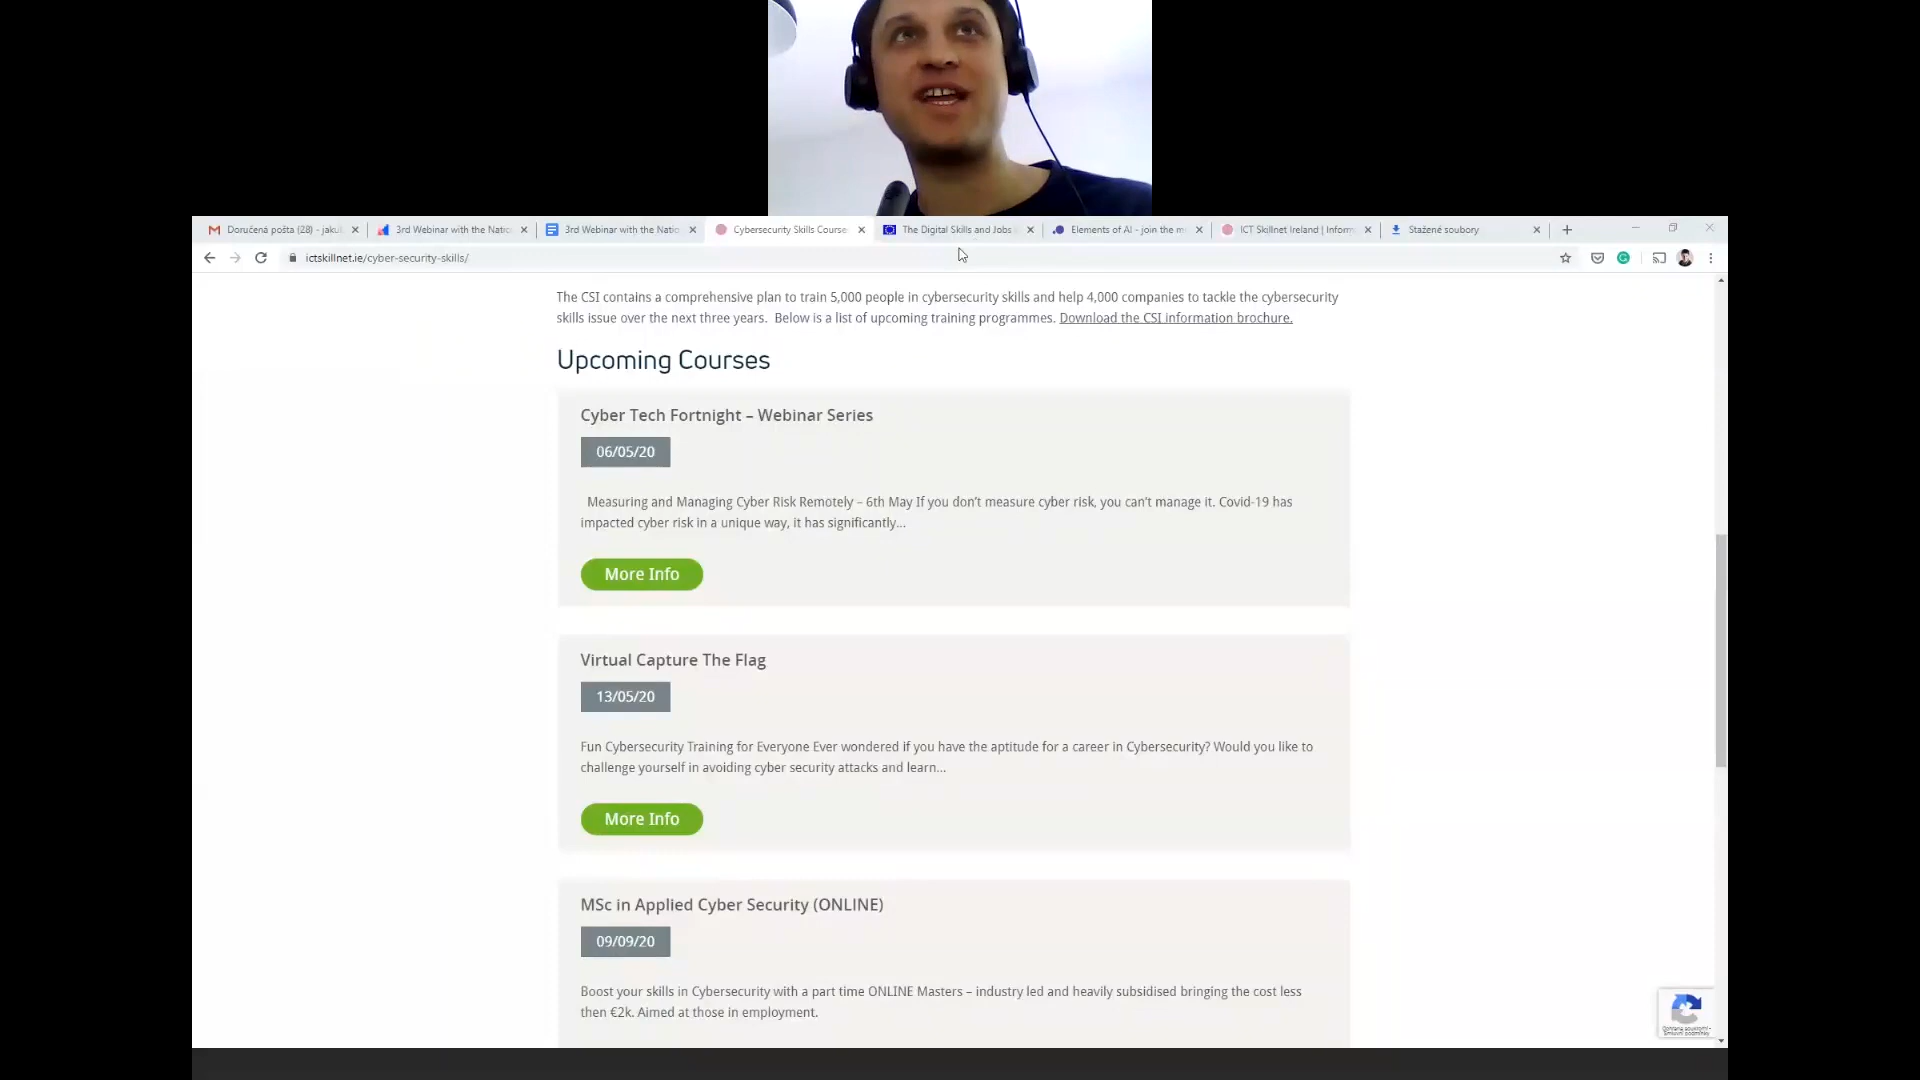 Doručená pošta (28) - jakul
3rd Webinar with the Natio
3rd Webinar with the Natio
Cybersecurity Skills Course
The Digital Skills and Jobs
Elements of AI - join the m
ICT Skillnet Ireland | Inform
Stažené soubory
ictskillnet.ie/cyber-security-skills/
The CSI contains a comprehensive plan to train 5,000 people in cybersecurity skills and help 4,000 companies to tackle the cybersecurity
skills issue over the next three years. Below is a list of upcoming training programmes. Download the CSI information brochure.
Upcoming Courses
Cyber Tech Fortnight – Webinar Series
06/05/20
Measuring and Managing Cyber Risk Remotely – 6th May If you don't measure cyber risk, you can't manage it. Covid-19 has
impacted cyber risk in a unique way, it has significantly...
More Info
Virtual Capture The Flag
13/05/20
Fun Cybersecurity Training for Everyone Ever wondered if you have the aptitude for a career in Cybersecurity? Would you like to
challenge yourself in avoiding cyber security attacks and learn...
More Info
MSc in Applied Cyber Security (ONLINE)
09/09/20
Boost your skills in Cybersecurity with a part time ONLINE Masters – industry led and heavily subsidised bringing the cost less
then €2k. Aimed at those in employment.